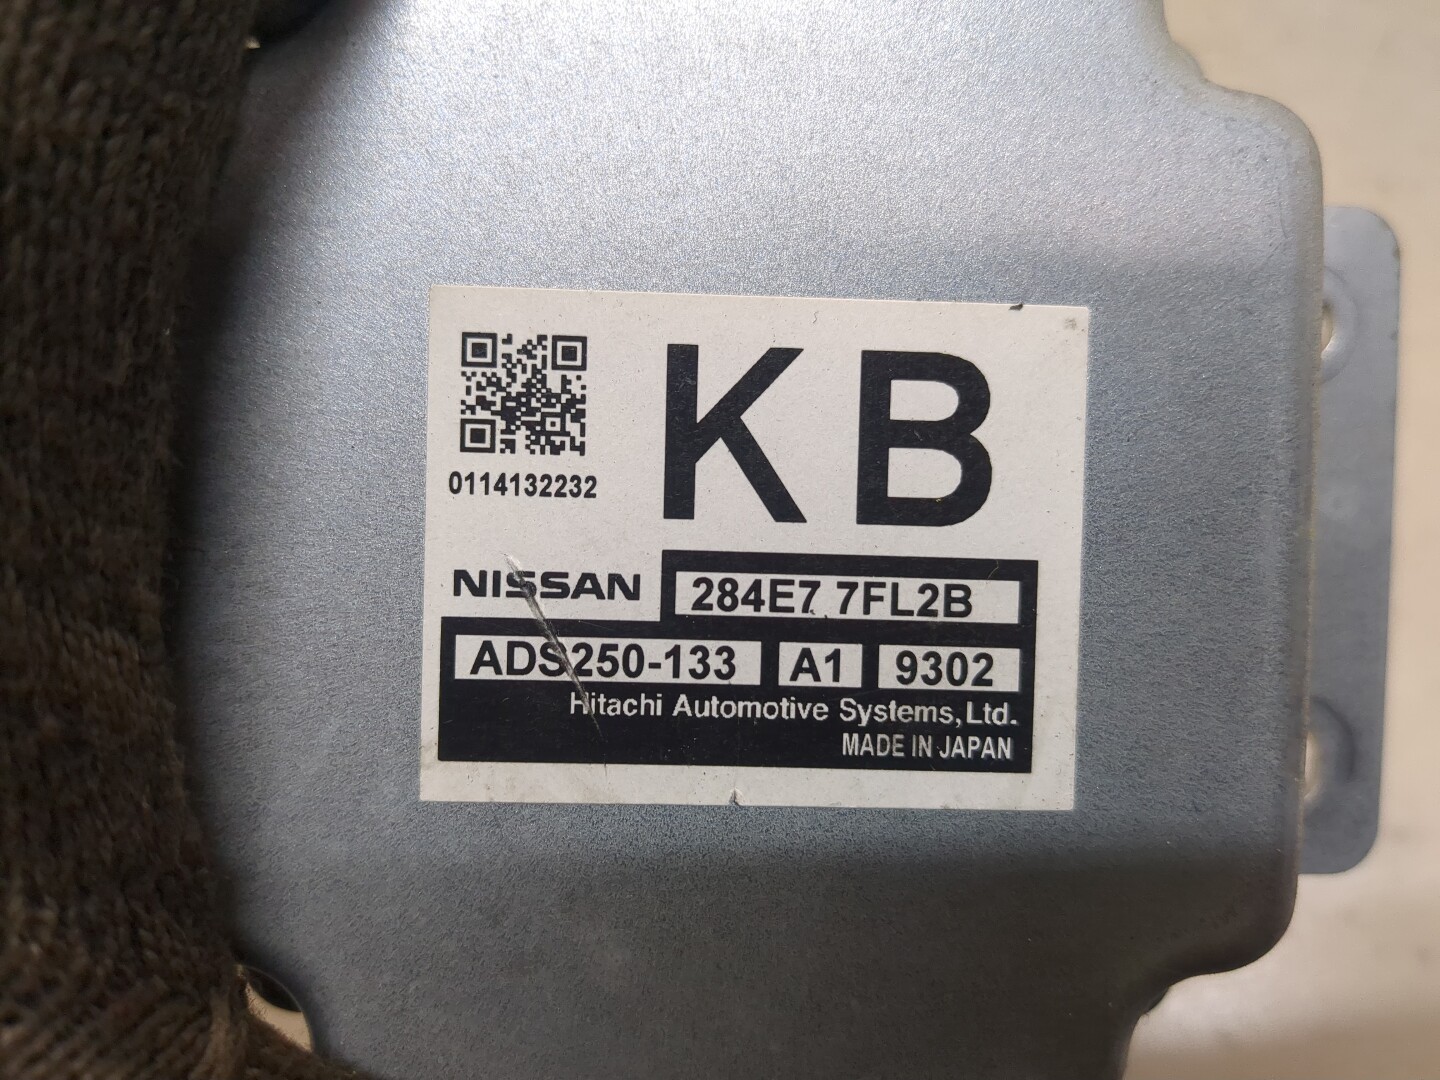 KB
0114132232
NISSAN 284E7 7FL2B
ADS250-133 A1 9302
Hitachi Automotive Systems,Ltd.
MADE IN JAPAN